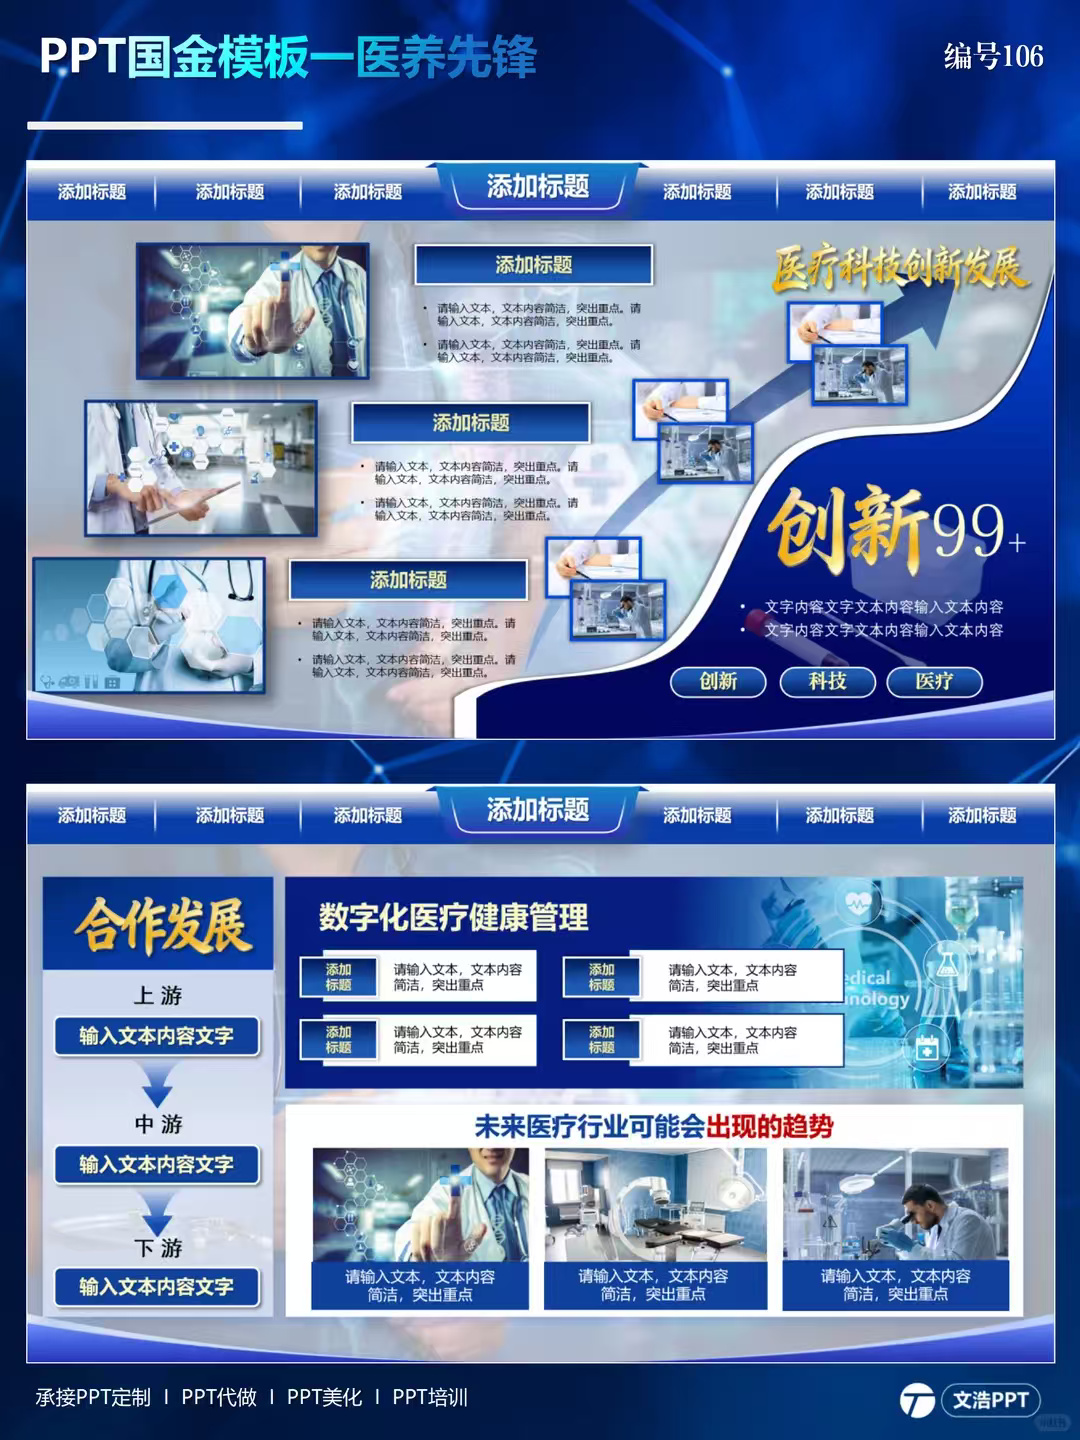 PPT国金模板—医养先锋
编号106
添加标题
添加标题
添加标题
添加标题
添加标题
添加标题
添加标题
添加标题
请输入文本，文本内容简洁，突出重点。请
输入文本，文本内容简洁，突出重点。
请输入文本，文本内容简洁，突出重点。请
输入文本，文本内容简洁，突出重点。
医疗科技创新发展
添加标题
请输入文本，文本内容简洁，突出重点。请
输入文本，文本内容简洁，突出重点。
请输入文本，文本内容简洁，突出重点。请
输入文本，文本内容简洁，突出重点。
添加标题
请输入文本，文本内容简洁，突出重点。请
输入文本，文本内容简洁，突出重点。
请输入文本，文本内容简洁，突出重点。请
输入文本，文本内容简洁，突出重点。
创新99+
文字内容文字文本内容输入文本内容
文字内容文字文本内容输入文本内容
创新
科技
医疗
添加标题
添加标题
添加标题
添加标题
添加标题
添加标题
添加标题
合作发展
上游
输入文本内容文字
中游
输入文本内容文字
下游
输入文本内容文字
数字化医疗健康管理
添加
标题
请输入文本，文本内容
简洁，突出重点
添加
标题
请输入文本，文本内容
简洁，突出重点
添加
标题
请输入文本，文本内容
简洁，突出重点
添加
标题
请输入文本，文本内容
简洁，突出重点
edical
hnology
未来医疗行业可能会出现的趋势
请输入文本，文本内容
简洁，突出重点
请输入文本，文本内容
简洁，突出重点
请输入文本，文本内容
简洁，突出重点
承接PPT定制 I PPT代做 I PPT美化 I PPT培训
文浩PPT